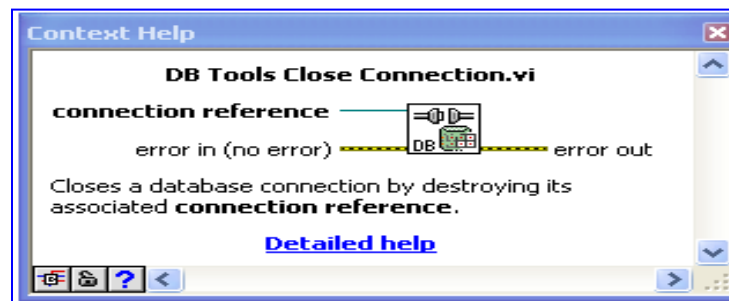 Context Help
DB Tools Close Connection.vi
connection reference
DB
error in (no error)
error out
Closes a database connection by destroying its
associated connection reference.
Detailed help
?